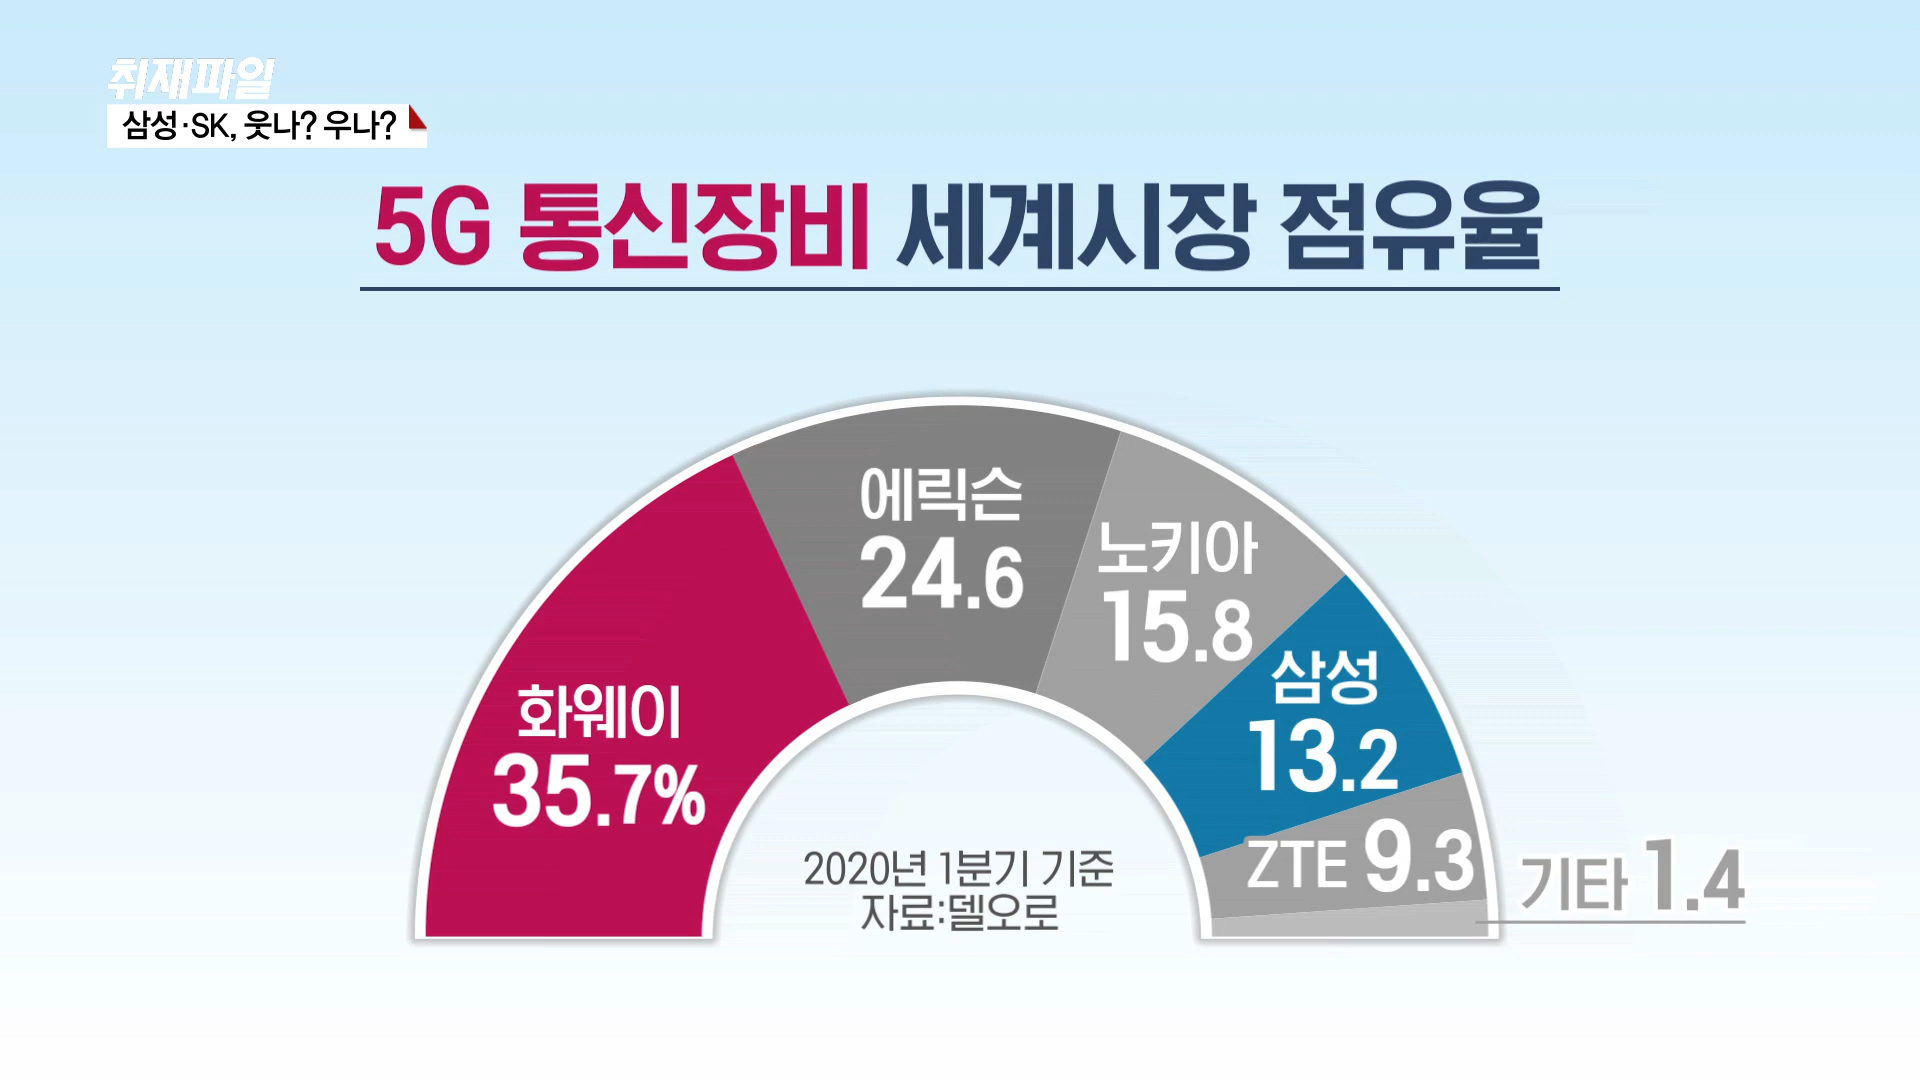 취재파일
삼성·SK, 웃나? 우나?
5G 통신장비 세계시장 점유율
화웨이
35.7%
에릭슨
24.6
노키아
15.8
삼성
13.2
ZTE 9.3
기타 1.4
2020년 1분기 기준
자료:델오로